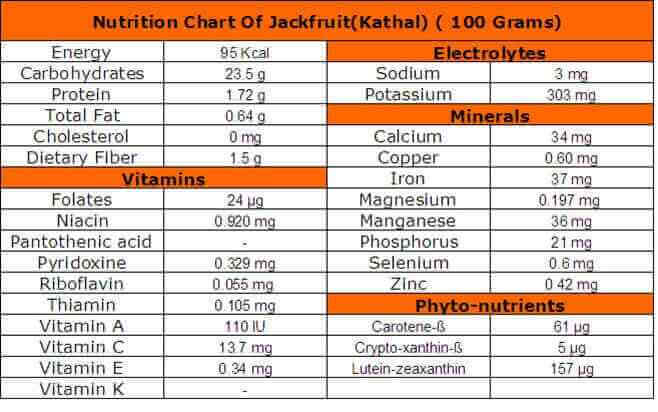 Nutrition Chart Of Jackfruit(Kathal) ( 100 Grams)
Energy 95 Kcal Electrolytes
Carbohydrates 23.5 g Sodium 3 mg
Protein 1.72 g Potassium 303 mg
Total Fat 0.64 g Minerals
Cholesterol 0 mg Calcium 34 mg
Dietary Fiber 1.5 g Copper 0.60 mg
Vitamins Iron 37 mg
Folates 24 µg Magnesium 0.197 mg
Niacin 0.920 mg Manganese 36 mg
Pantothenic acid - Phosphorus 21 mg
Pyridoxine 0.329 mg Selenium 0.6 mg
Riboflavin 0.055 mg Zinc 0.42 mg
Thiamin 0.105 mg Phyto-nutrients
Vitamin A 110 IU Carotene-ß 61 µg
Vitamin C 13.7 mg Crypto-xanthin-ß 5 µg
Vitamin E 0.34 mg Lutein-zeaxanthin 157 µg
Vitamin K -